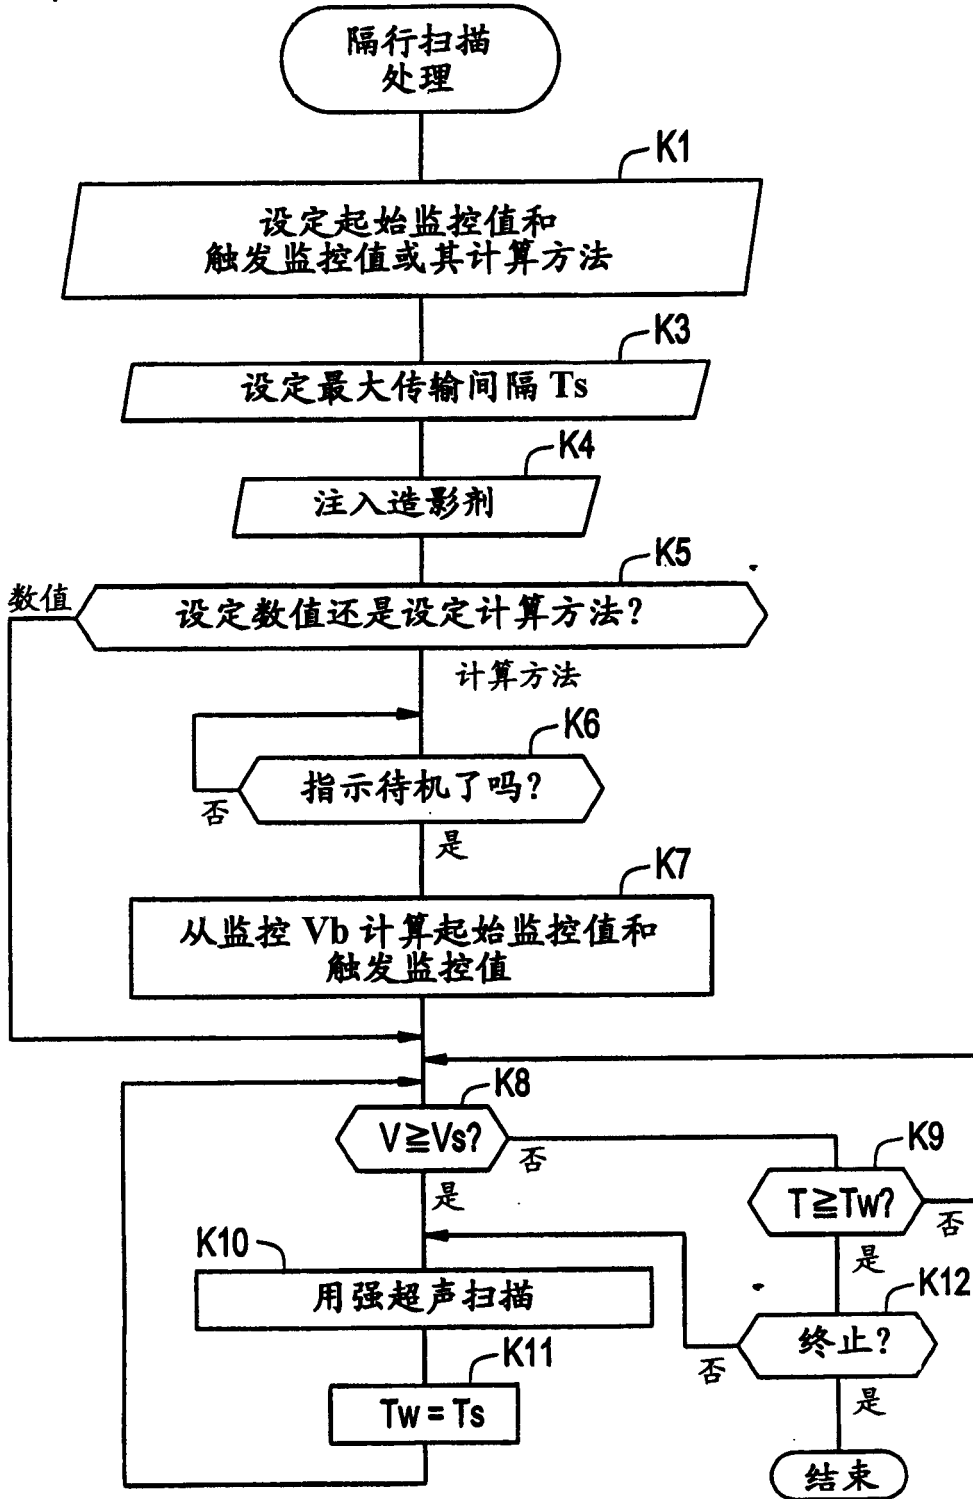 隔行扫描
处理
K1
设定起始监控值和
触发监控值或其计算方法
K3
设定最大传输间隔 Ts
K4
注入造影剂
K5
数值
设定数值还是设定计算方法?
计算方法
K6
指示待机了吗?
否
是
K7
从监控 Vb 计算起始监控值和
触发监控值
K8
V≧Vs?
否
是
K9
T≧Tw?
否
是
K10
用强超声扫描
K12
终止?
否
是
K11
Tw = Ts
结束